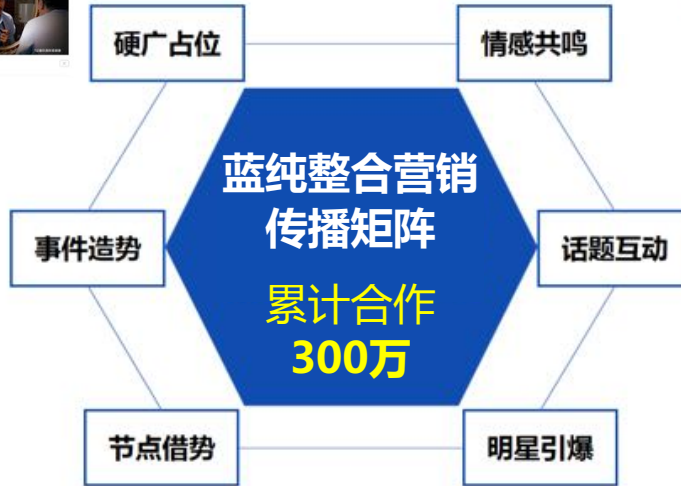 硬广占位
情感共鸣
蓝纯整合营销
传播矩阵
事件造势
话题互动
累计合作
300万
节点借势
明星引爆